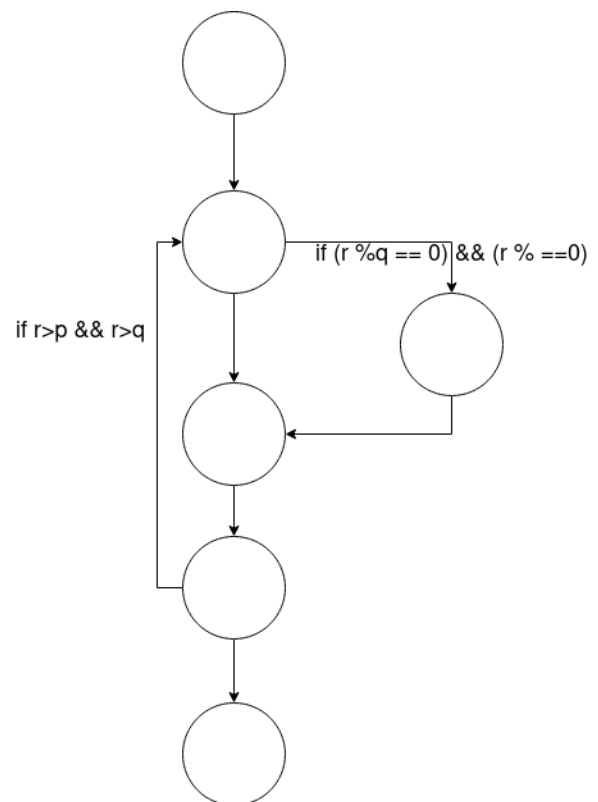 if (r %q == 0) && (r % ==0)
if r>p && r>q